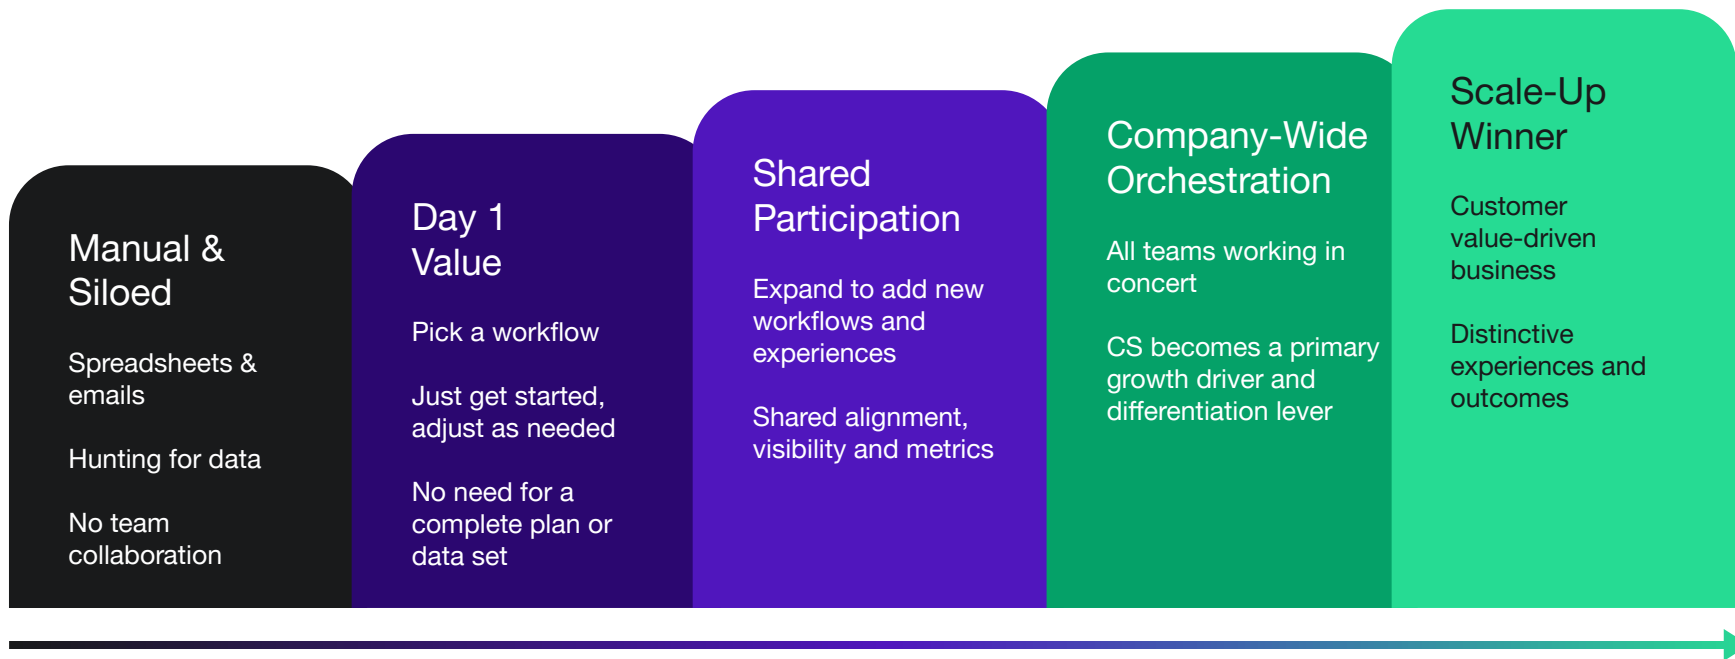 Manual &
Siloed
Spreadsheets &
emails
Hunting for data
No team
collaboration
Day 1
Value
Pick a workflow
Just get started,
adjust as needed
No need for a
complete plan or
data set
Shared
Participation
Expand to add new
workflows and
experiences
Shared alignment,
visibility and metrics
Company-Wide
Orchestration
All teams working in
concert
CS becomes a primary
growth driver and
differentiation lever
Scale-Up
Winner
Customer
value-driven
business
Distinctive
experiences and
outcomes